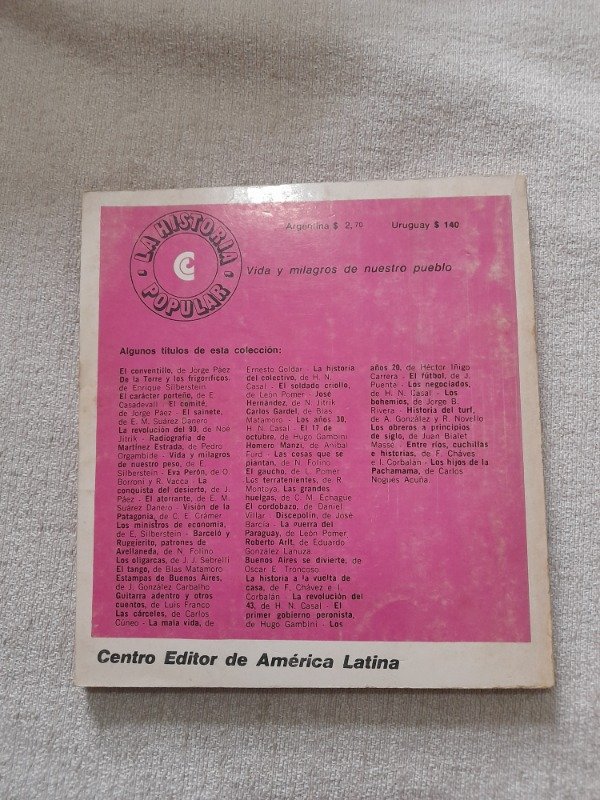 LA HISTORIA POPULAR
Argentina $ 2,70 Uruguay $ 140
Vida y milagros de nuestro pueblo
Algunos títulos de esta colección:
El conventillo, de Jorge Páez
De la Torre y los frigoríficos,
de Enrique Silberstein
El carácter porteño, de E.
Casadevall - El comité,
de Jorge Páez - El sainete,
de E. M. Suárez Danero
La revolución del 90, de Noé
Jitrik - Radiografía de
Martínez Estrada, de Pedro
Orgambide - Vida y milagros
de nuestro peso, de E.
Silberstein - Eva Perón, de O.
Borroni y R. Vacca - La
conquista del desierto, de J.
Páez - El atorrante, de E. M.
Suárez Danero - Visión de la
Patagonia, de C. E. Crámer
Los ministros de economía,
de E. Silberstein - Barceló y
Ruggierito, patrones de
Avellaneda, de N. Folino
Los oligarcas, de J. J. Sebrelli
El tango, de Blas Matamoro
Estampas de Buenos Aires,
de J. González Carbalho
Guitarra adentro y otros
cuentos, de Luis Franco
Las cárceles, de Carlos
Cúneo - La mala vida, de
Ernesto Goldar - La historia
del colectivo, de H. N.
Casal - El soldado criollo,
de León Pomer - José
Hernández, de N. Jitrik
Carlos Gardel, de Blas
Matamoro - Las años 30,
H. N. Casal - El 17 de
octubre, de Hugo Gambini
Homero Manzi, de Aníbal
Ford - Las cosas que se
piantan, de N. Folino
El gaucho, de L. Pomer
Los terratenientes, de R.
Montoya. Las grandes
huelgas, de C. M. Echagüe
El cordobazo, de Daniel
Villar - Discepolín, de José
Barcia - La guerra del
Paraguay, de León Pomer
Roberto Arlt, de Eduardo
González Lanuza
Buenos Aires se divierte, de
Oscar E. Troncoso
La historia a la vuelta de
casa, de F. Chávez e I.
Corbalán - La revolución del
43, de H. N. Casal - El
primer gobierno peronista,
de Hugo Gambini - Los
años 20, de Héctor Iñigo
Carrera - El fútbol, de J.
Puenta - Los negociados,
de H. N. Casal - Los
bohemios, de Jorge B.
Rivera - Historia del turf,
de A. González y R. Novello
Los obreros a principios
de siglo, de Juan Bialet
Massé - Entre ríos, cuchillas
e historias, de F. Cháves
e I. Corbalan - Los hijos de la
Pachamama, de Carlos
Nogués Acuña.
Centro Editor de América Latina